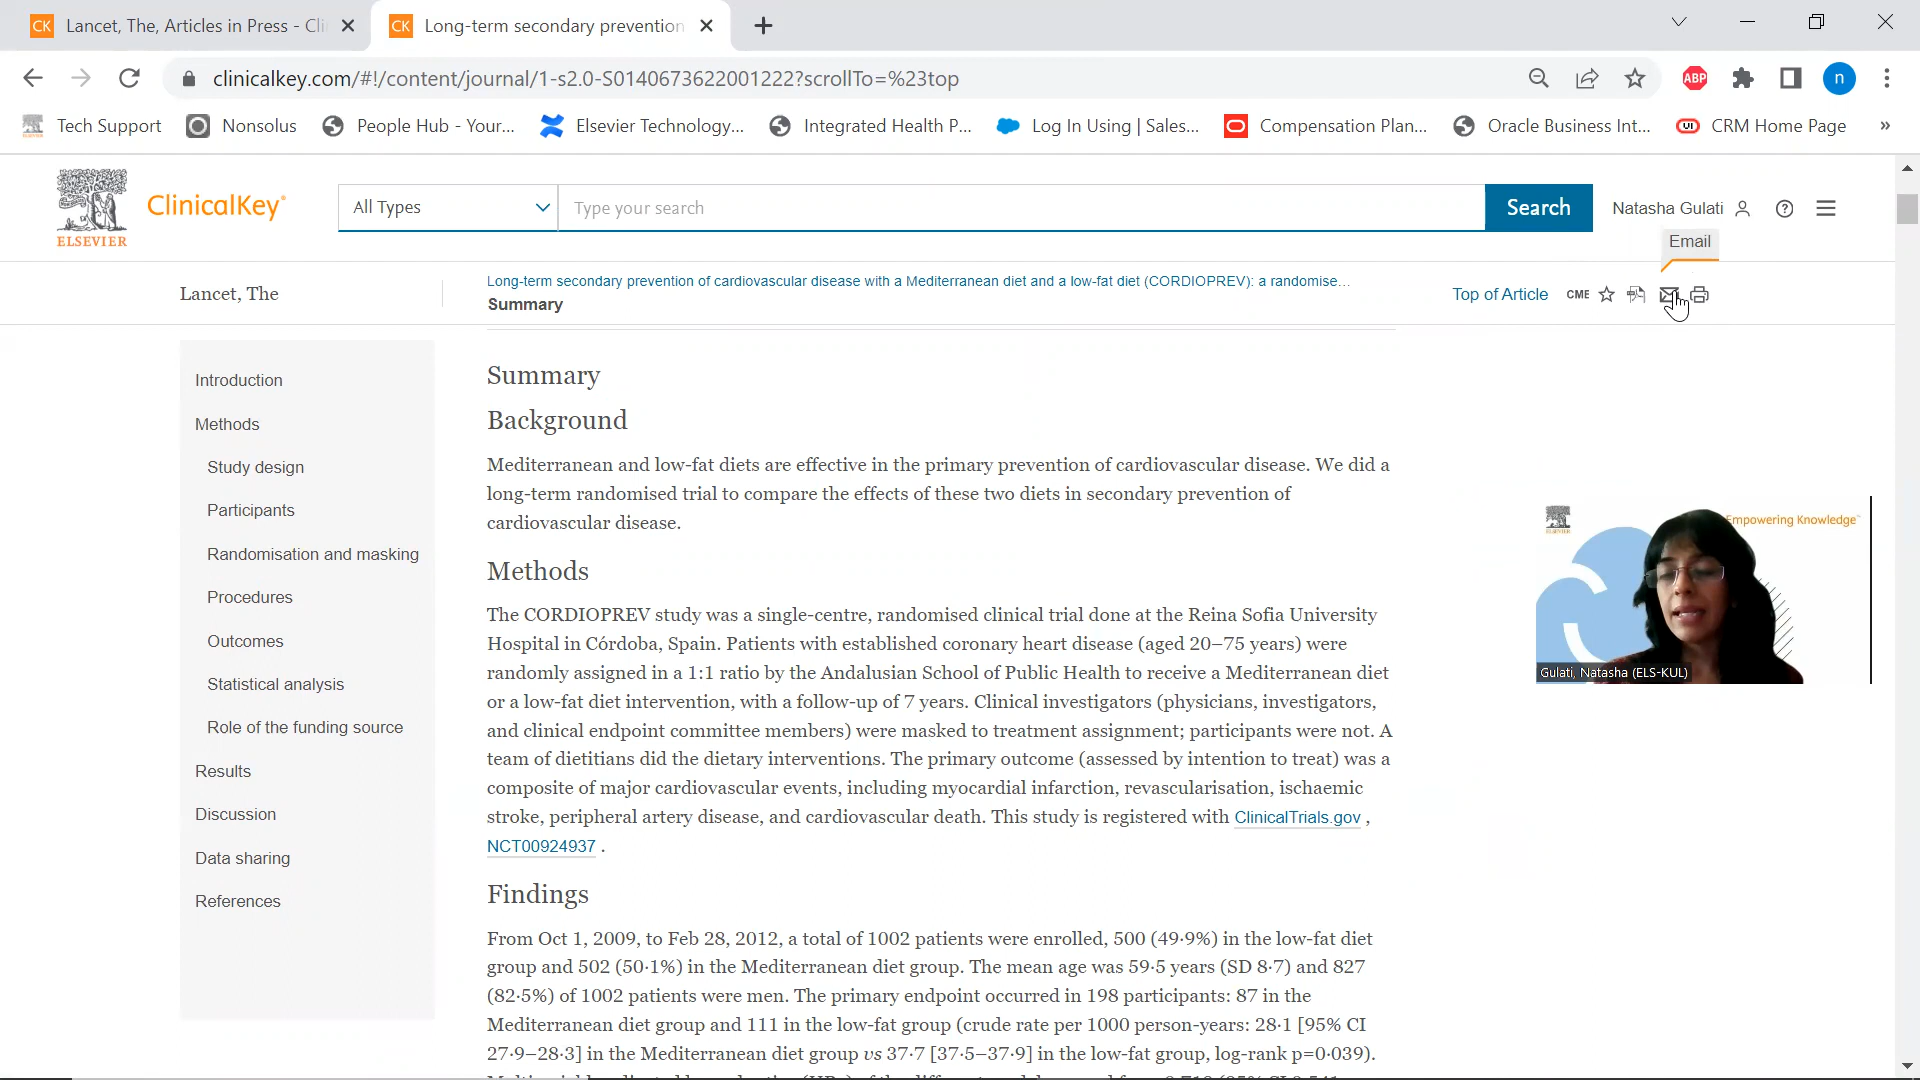 CK Lancet, The, Articles in Press - Cli
CK Long-term secondary prevention
clinicalkey.com/#!/content/journal/1-s2.0-S0140673622001222?scrollTo=%23top
ABP
n
Tech Support
Nonsolus
People Hub - Your...
Elsevier Technology...
Integrated Health P...
Log In Using | Sales...
Compensation Plan...
Oracle Business Int...
UI CRM Home Page
»
ELSEVIER
ClinicalKey®
All Types
Type your search
Search
Natasha Gulati
Email
Lancet, The
Long-term secondary prevention of cardiovascular disease with a Mediterranean diet and a low-fat diet (CORDIOPREV): a randomise...
Summary
Top of Article
CME
Introduction
Methods
Study design
Participants
Randomisation and masking
Procedures
Outcomes
Statistical analysis
Role of the funding source
Results
Discussion
Data sharing
References
Summary
Background
Mediterranean and low-fat diets are effective in the primary prevention of cardiovascular disease. We did a
long-term randomised trial to compare the effects of these two diets in secondary prevention of
cardiovascular disease.
Methods
The CORDIOPREV study was a single-centre, randomised clinical trial done at the Reina Sofia University
Hospital in Córdoba, Spain. Patients with established coronary heart disease (aged 20–75 years) were
randomly assigned in a 1:1 ratio by the Andalusian School of Public Health to receive a Mediterranean diet
or a low-fat diet intervention, with a follow-up of 7 years. Clinical investigators (physicians, investigators,
and clinical endpoint committee members) were masked to treatment assignment; participants were not. A
team of dietitians did the dietary interventions. The primary outcome (assessed by intention to treat) was a
composite of major cardiovascular events, including myocardial infarction, revascularisation, ischaemic
stroke, peripheral artery disease, and cardiovascular death. This study is registered with ClinicalTrials.gov ,
NCT00924937 .
Findings
From Oct 1, 2009, to Feb 28, 2012, a total of 1002 patients were enrolled, 500 (49·9%) in the low-fat diet
group and 502 (50·1%) in the Mediterranean diet group. The mean age was 59·5 years (SD 8·7) and 827
(82·5%) of 1002 patients were men. The primary endpoint occurred in 198 participants: 87 in the
Mediterranean diet group and 111 in the low-fat group (crude rate per 1000 person-years: 28·1 [95% CI
27·9–28·3] in the Mediterranean diet group vs 37·7 [37·5–37·9] in the low-fat group, log-rank p=0·039).
Empowering Knowledge™
Gulati, Natasha (ELS-KUL)